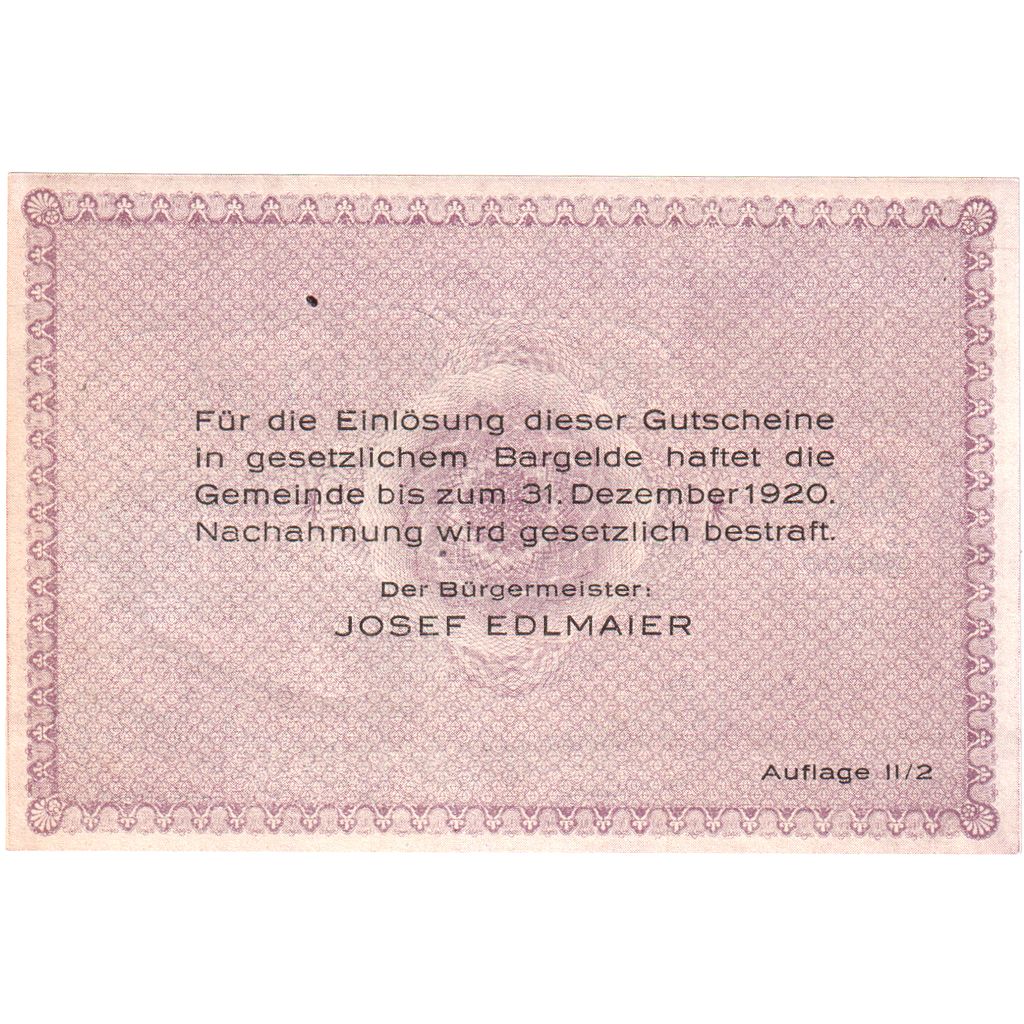 Für die Einlösung dieser Gutscheine
in gesetzlichem Bargelde haftet die
Gemeinde bis zum 31. Dezember 1920.
Nachahmung wird gesetzlich bestraft.
Der Bürgermeister:
JOSEF EDLMAIER
Auflage II/2